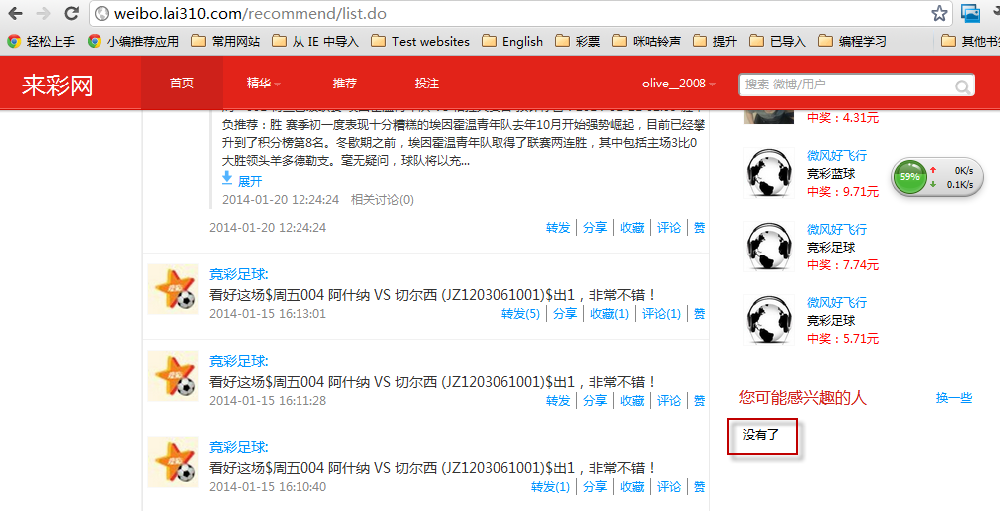 weibo.lai310.com/recommend/list.do
轻松上手 小编推荐应用 常用网站 从 IE 中导入 Test websites English 彩票 咪咕铃声 提升 已导入 编程学习 其他书
来彩网 首页 精华 推荐 投注 olive__2008 搜索 微博/用户
负推荐：胜 赛季初一度表现十分糟糕的埃因霍温青年队去年10月开始强势崛起，目前已经攀
升到了积分榜第8名。冬歇期之前，埃因霍温青年队取得了联赛两连胜，其中包括主场3比0
大胜领头羊多德勒支。毫无疑问，球队将以充...
展开
2014-01-20 12:24:24 相关讨论(0)
2014-01-20 12:24:24 转发 分享 收藏 评论 赞
竞彩足球:
看好这场$周五004 阿什纳 VS 切尔西 (JZ1203061001)$出1，非常不错！
2014-01-15 16:13:01 转发(5) 分享 收藏(1) 评论(1) 赞
竞彩足球:
看好这场$周五004 阿什纳 VS 切尔西 (JZ1203061001)$出1，非常不错！
2014-01-15 16:11:28 转发 分享 收藏 评论 赞
竞彩足球:
看好这场$周五004 阿什纳 VS 切尔西 (JZ1203061001)$出1，非常不错！
2014-01-15 16:10:40 转发(1) 分享 收藏 评论 赞
中奖：4.31元
微风好飞行
竞彩蓝球
中奖：9.71元
59% 0K/s
0.1K/s
微风好飞行
竞彩足球
中奖：7.74元
微风好飞行
竞彩足球
中奖：5.71元
您可能感兴趣的人 换一些
没有了